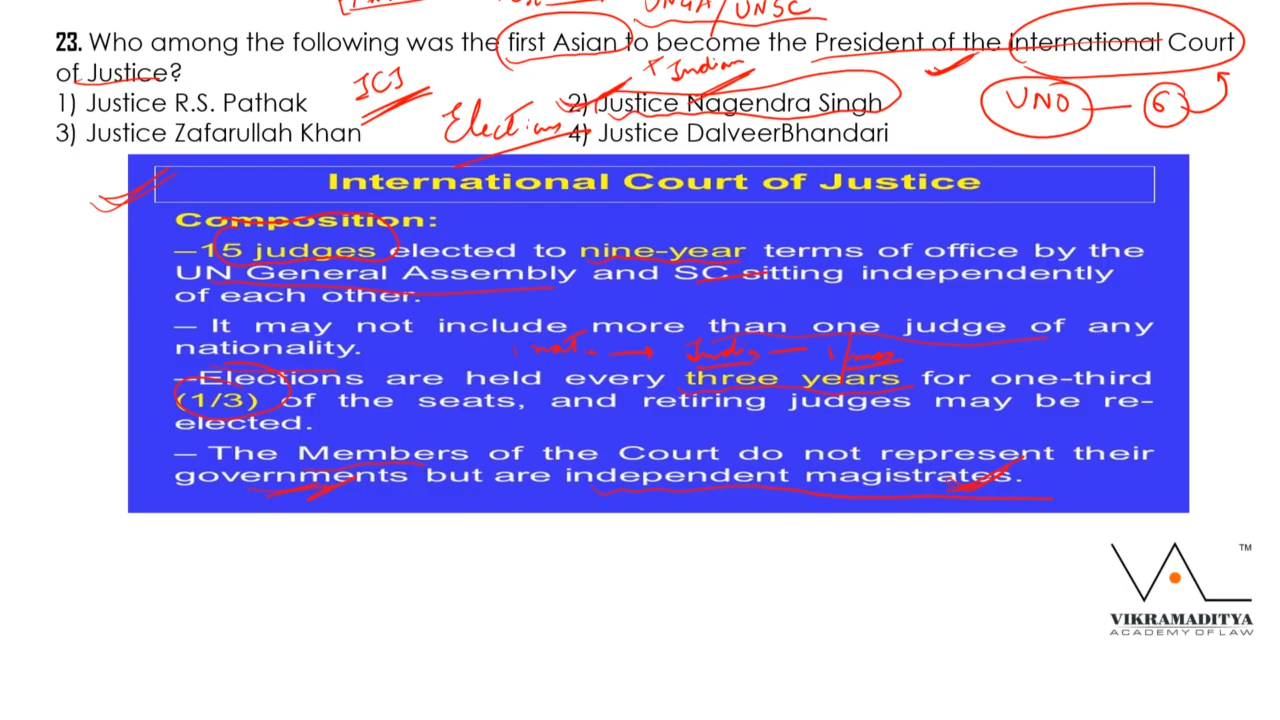 UNGA/UNSC
23. Who among the following was the first Asian to become the President of the International Court
of Justice?
+ Indian
1) Justice R.S. Pathak
ICJ
2) Justice Nagendra Singh
UNO — 6
3) Justice Zafarullah Khan
Elections
4) Justice DalveerBhandari
International Court of Justice
Composition:
–15 judges elected to nine-year terms of office by the
UN General Assembly and SC sitting independently
of each other.
– It may not include more than one judge of any
nationality.
–Elections are held every three years for one-third
(1/3) of the seats, and retiring judges may be re-
elected.
– The Members of the Court do not represent their
governments but are independent magistrates.
TM
VIKRAMADITYA
ACADEMY OF LAW